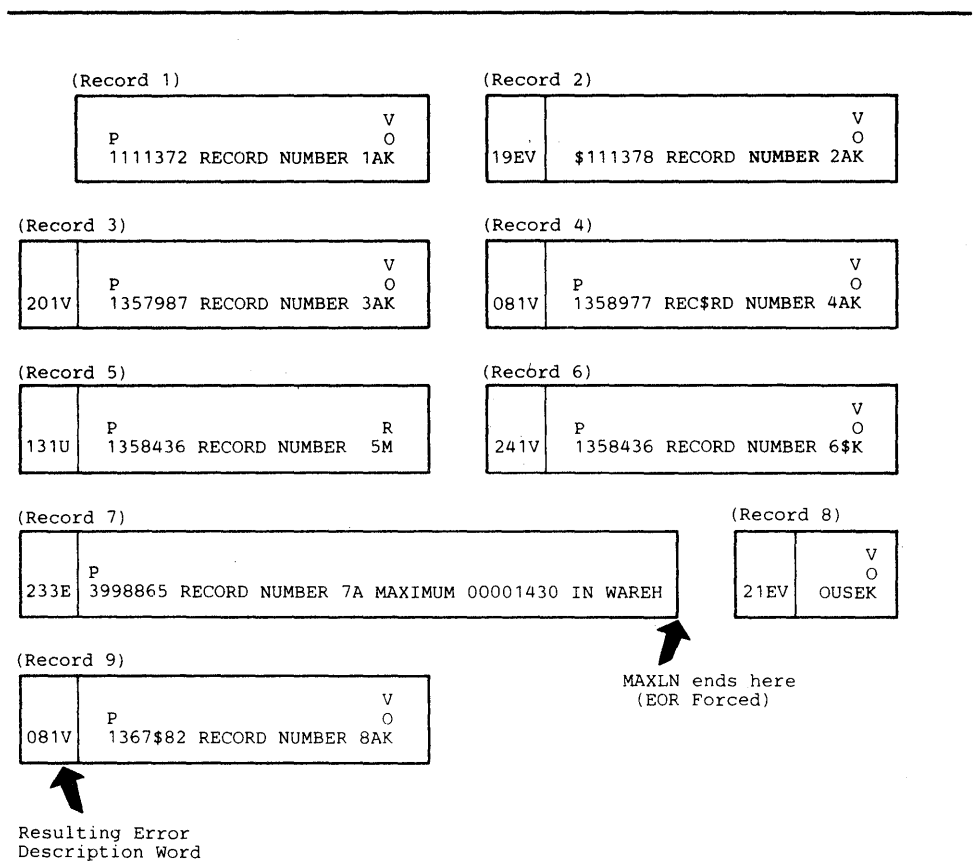 (Record 1)
V
P O
1111372 RECORD NUMBER 1AK
(Record 2)
V
O
19EV $111378 RECORD NUMBER 2AK
(Record 3)
V
P O
201V 1357987 RECORD NUMBER 3AK
(Record 4)
V
P O
081V 1358977 REC$RD NUMBER 4AK
(Record 5)
P R
131U 1358436 RECORD NUMBER 5M
(Record 6)
V
P O
241V 1358436 RECORD NUMBER 6$K
(Record 7)
P
233E 3998865 RECORD NUMBER 7A MAXIMUM 00001430 IN WAREH
(Record 8)
V
O
21EV OUSEK
MAXLN ends here
(EOR Forced)
(Record 9)
V
P O
081V 1367$82 RECORD NUMBER 8AK
Resulting Error
Description Word